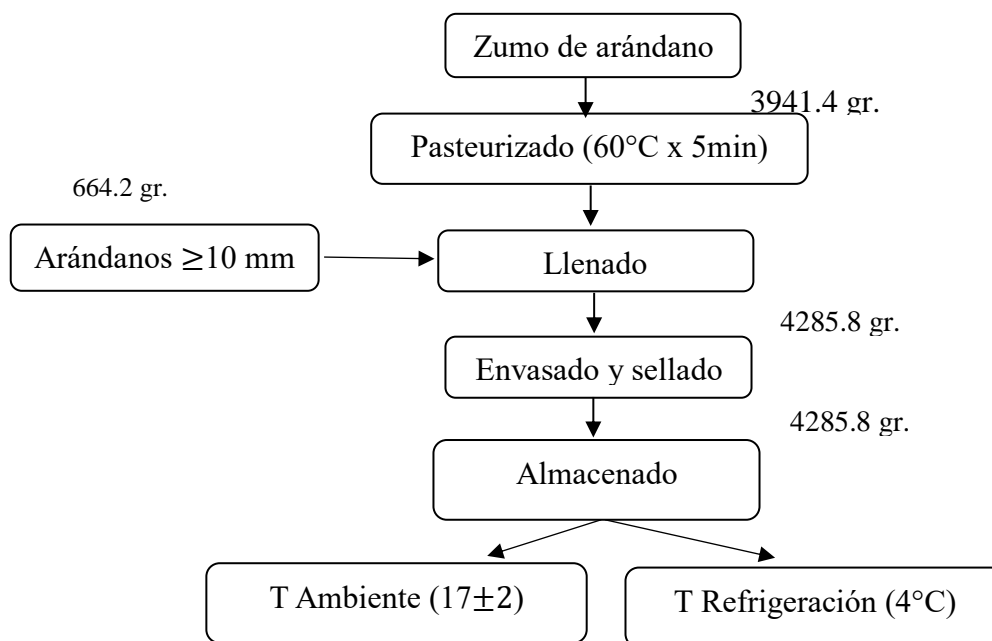 Zumo de arándano
3941.4 gr.
Pasteurizado (60°C x 5min)
664.2 gr.
Arándanos ≥10 mm
Llenado
4285.8 gr.
Envasado y sellado
4285.8 gr.
Almacenado
T Ambiente (17±2)
T Refrigeración (4°C)